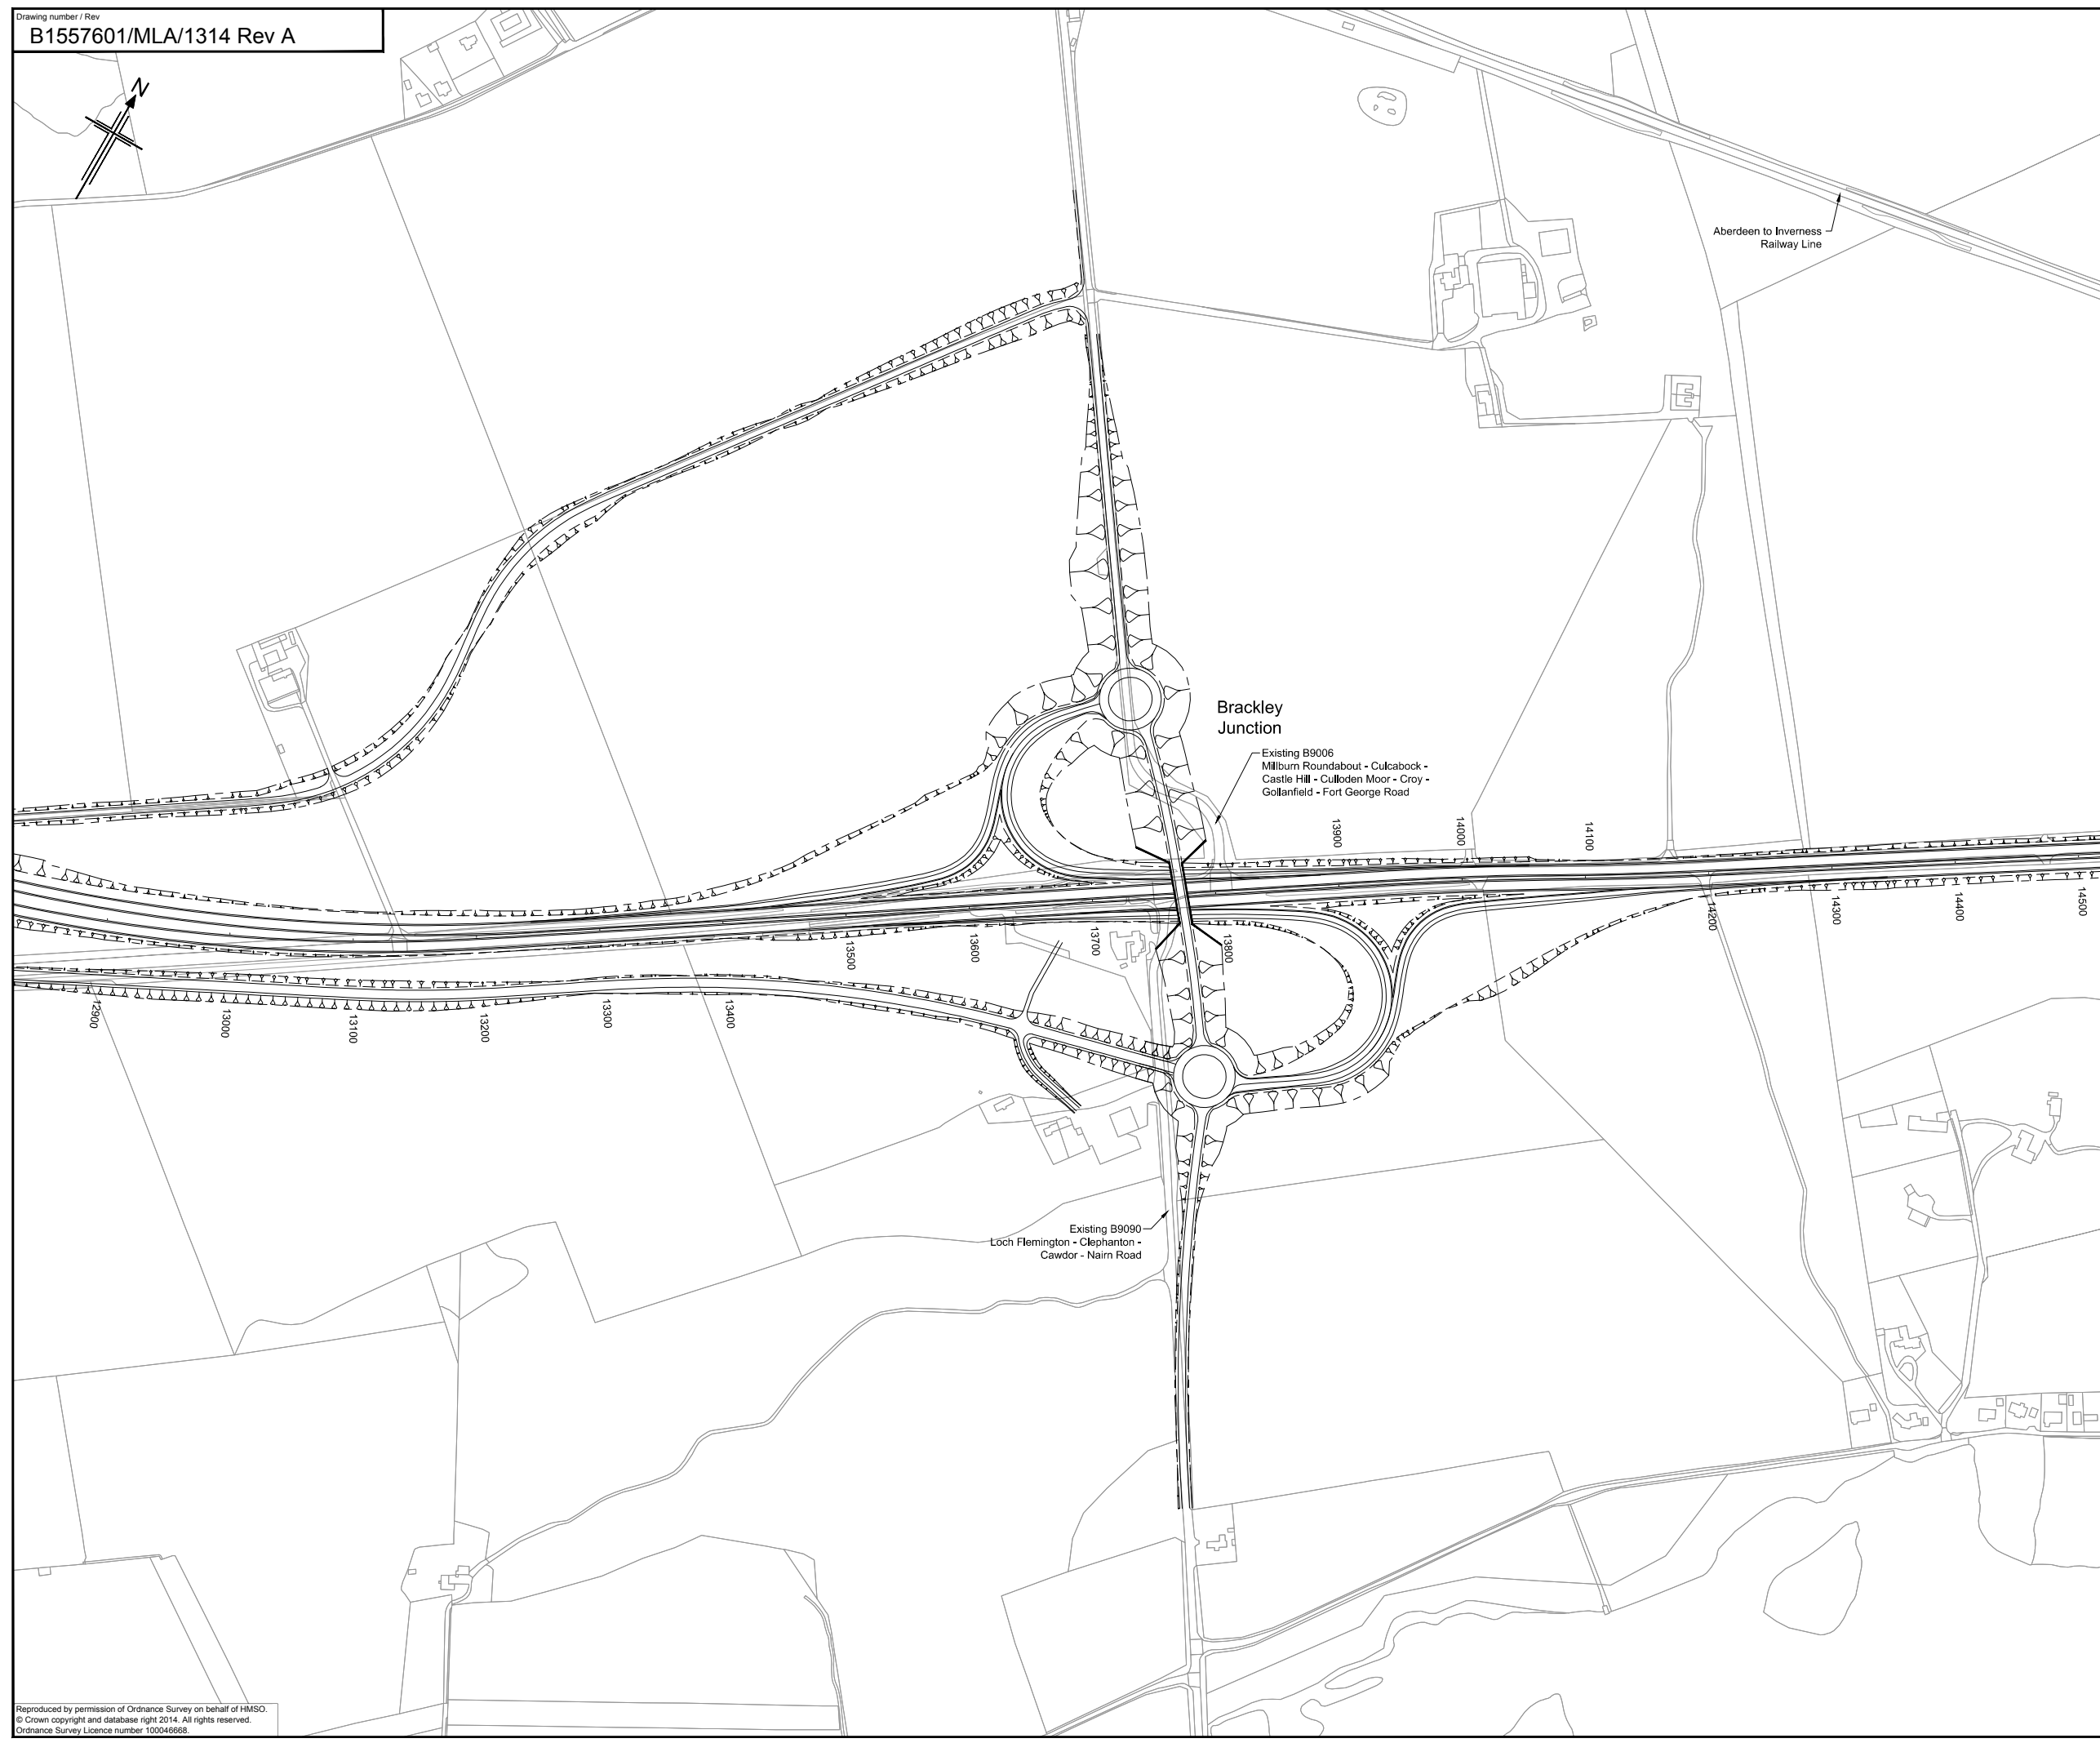 Drawing number / Rev
B1557601/MLA/1314 Rev A
N
Aberdeen to Inverness
Railway Line
Brackley
Junction
Existing B9006
Millburn Roundabout - Culcabock -
Castle Hill - Culloden Moor - Croy -
Gollanfield - Fort George Road
13900
14000
14100
12900
13000
13100
13200
13300
13400
13500
13600
13700
13800
14200
14300
14400
14500
Existing B9090
Loch Flemington - Clephanton -
Cawdor - Nairn Road
Reproduced by permission of Ordnance Survey on behalf of HMSO.
© Crown copyright and database right 2014. All rights reserved.
Ordnance Survey Licence number 100046668.